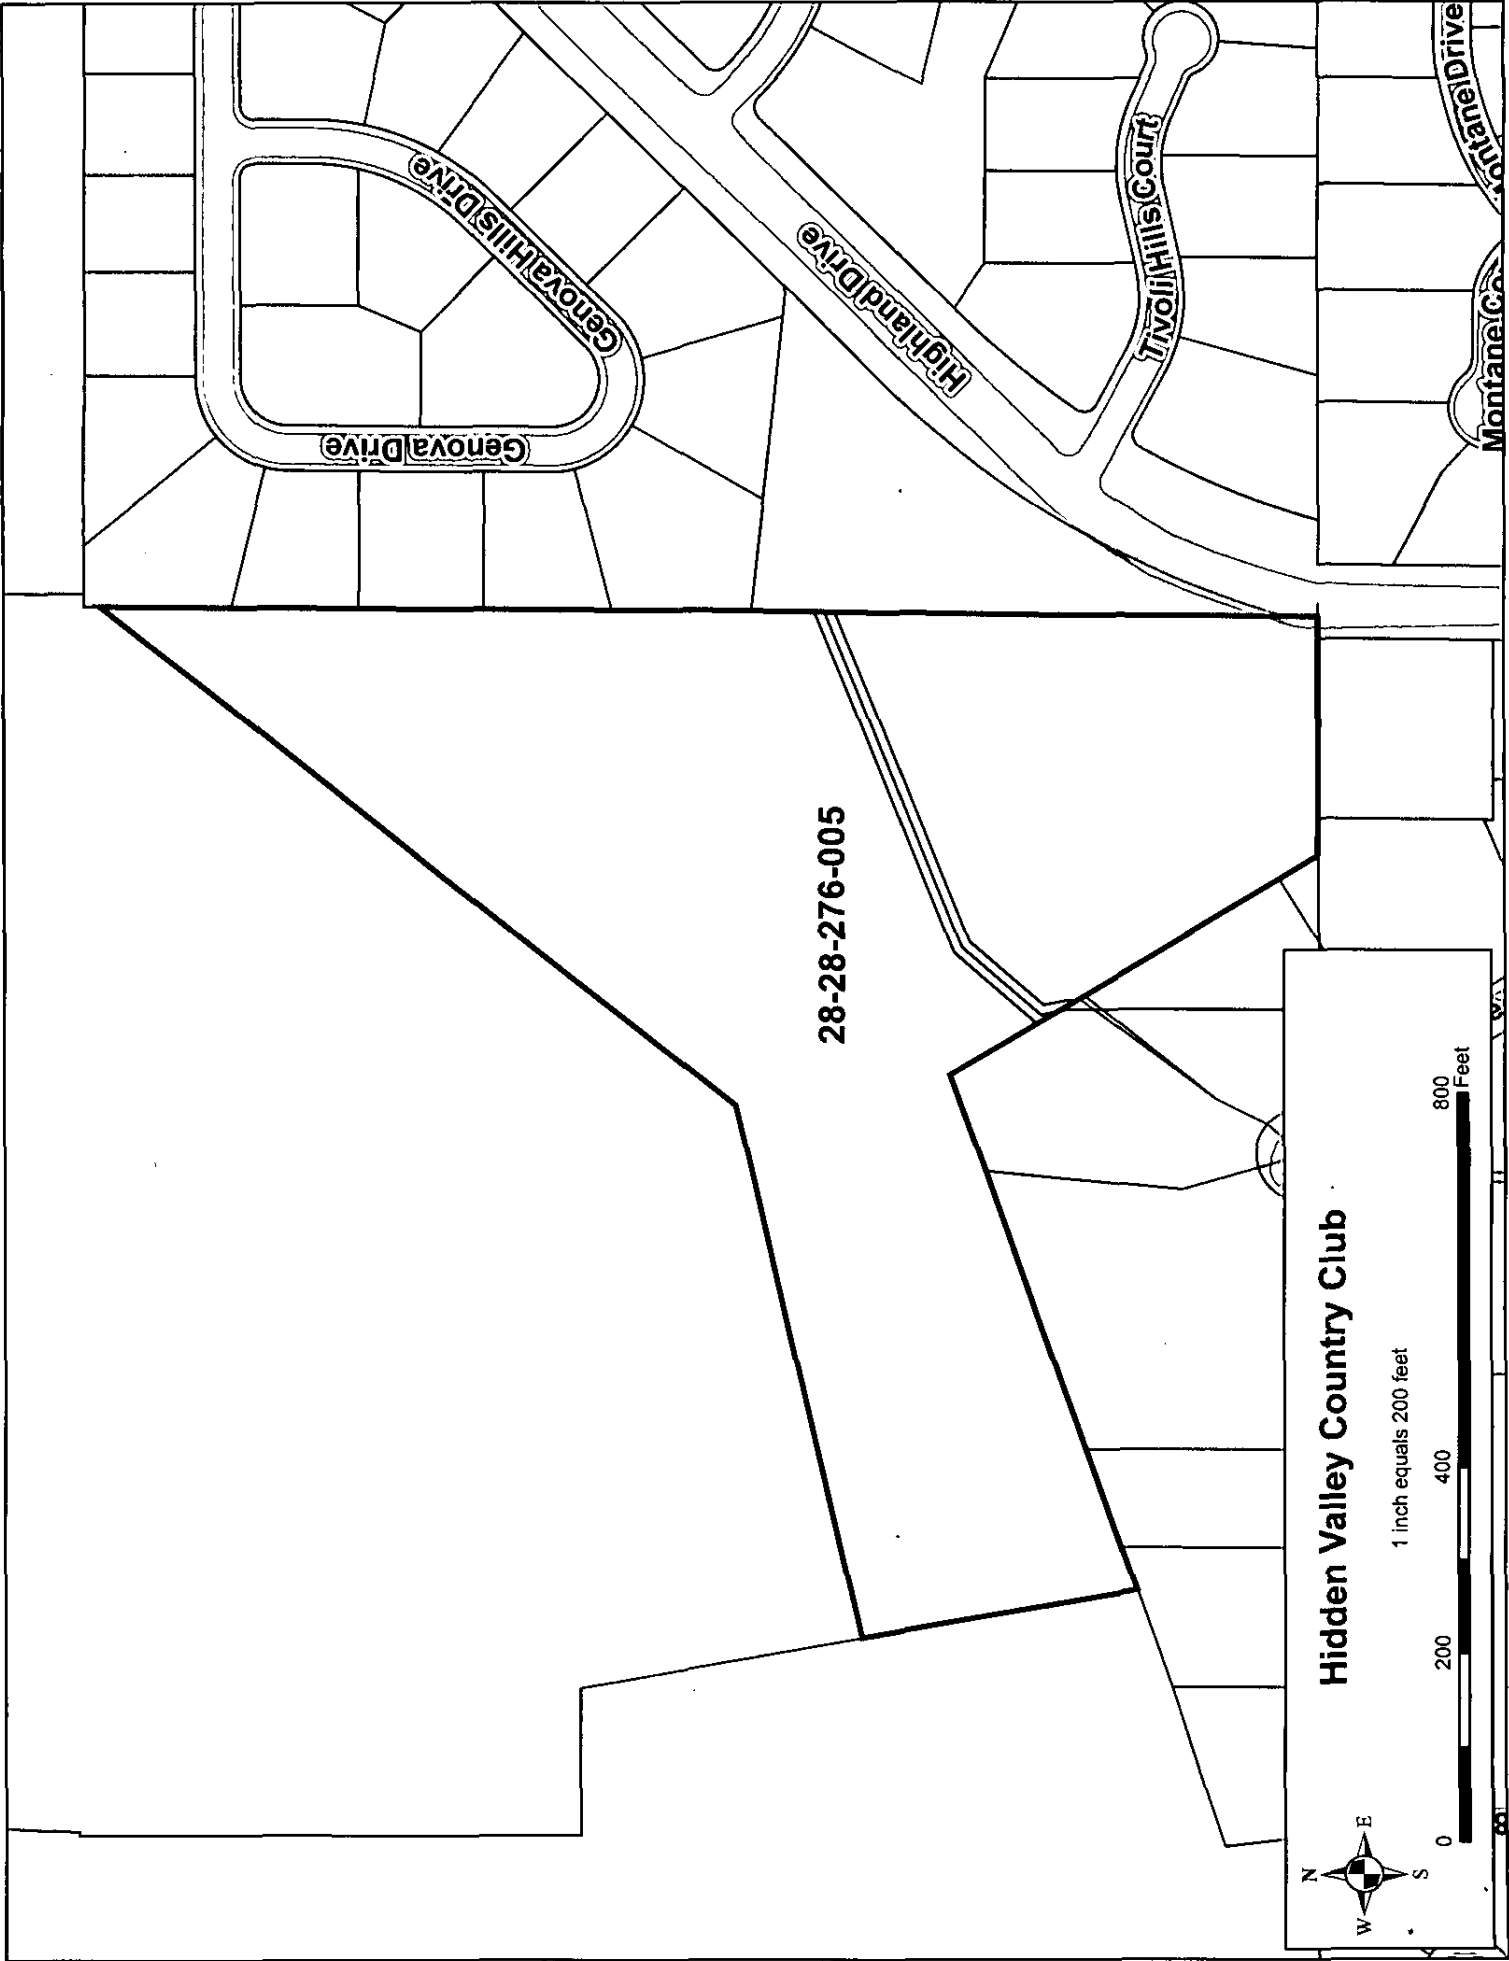 Genova Drive
Genova Hills Drive
Highland Drive
Tivoli Hills Court
Montane Drive
28-28-276-005
Hidden Valley Country Club
1 inch equals 200 feet
0 200 400 800
Feet
N
W E
S